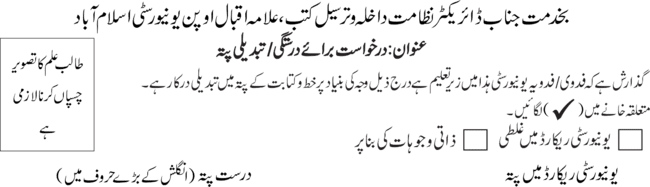 بخدمت جناب ڈائریکٹر نظامت داخلہ و ترسیل کتب، علامہ اقبال اوپن یونیورسٹی اسلام آباد
عنوان: درخواست برائے درستگی/تبدیلی پتہ
طالب علم کا تصویر
چسپاں کرنا لازمی
ہے
گذارش ہے کہ فدوی/فدویہ یونیورسٹی ہذا میں زیر تعلیم ہے درج ذیل وجہ کی بنیاد پر خط و کتابت کے پتہ میں تبدیلی درکار ہے۔
متعلقہ خانے میں (✓) لگائیں۔
یونیورسٹی ریکارڈ میں غلطی ذاتی وجوہات کی بنا پر
یونیورسٹی ریکارڈ میں پتہ درست پتہ (انگلش کے بڑے حروف میں)